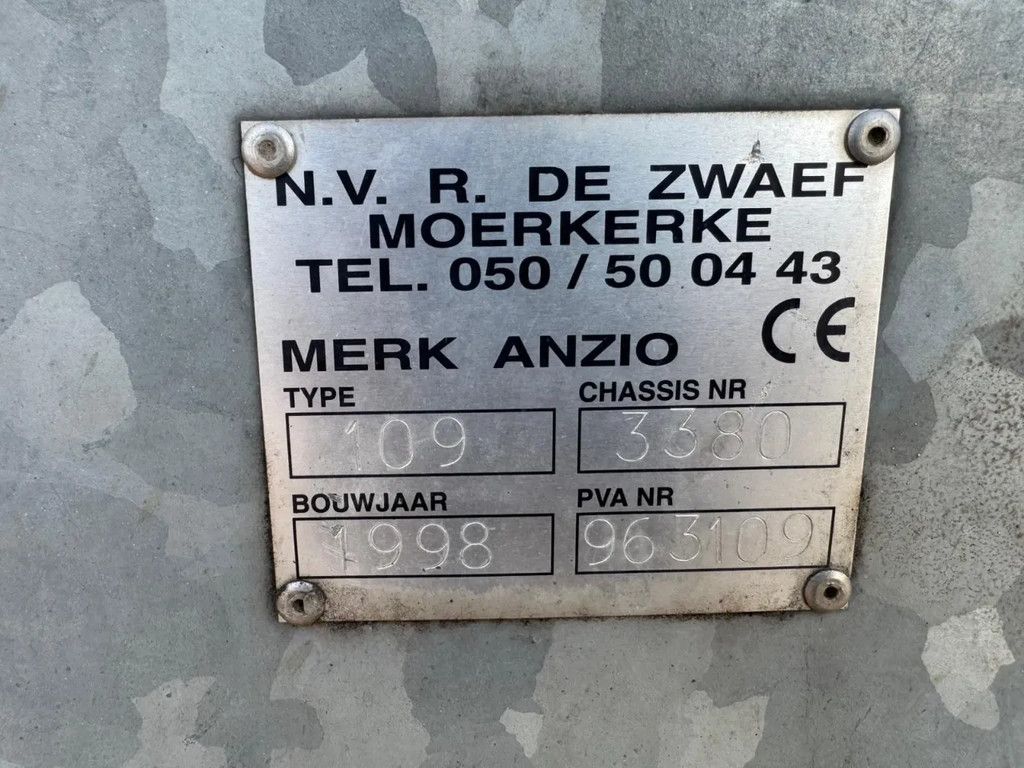 N.V. R. DE ZWAEF
MOERKERKE
TEL. 050 / 50 04 43
MERK ANZIO CE
TYPE CHASSIS NR
109 3380
BOUWJAAR PVA NR
1998 963109